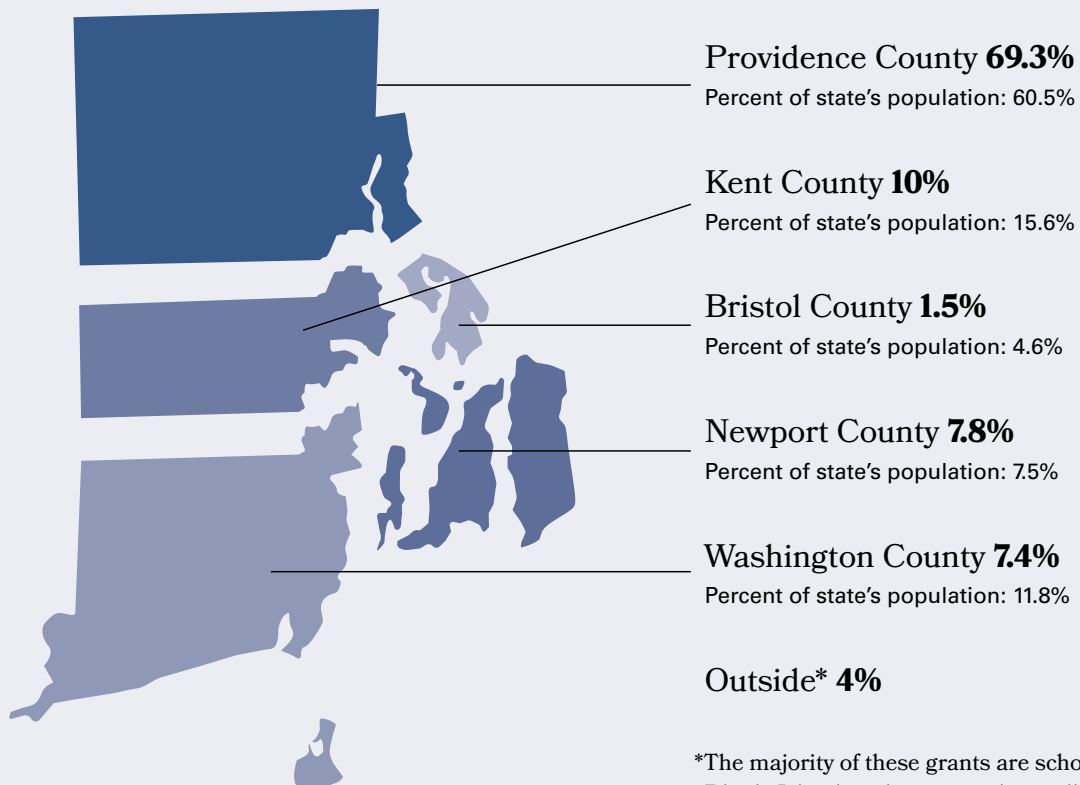 Providence County 69.3%
Percent of state's population: 60.5%
Kent County 10%
Percent of state's population: 15.6%
Bristol County 1.5%
Percent of state's population: 4.6%
Newport County 7.8%
Percent of state's population: 7.5%
Washington County 7.4%
Percent of state's population: 11.8%
Outside* 4%
*The majority of these grants are scho